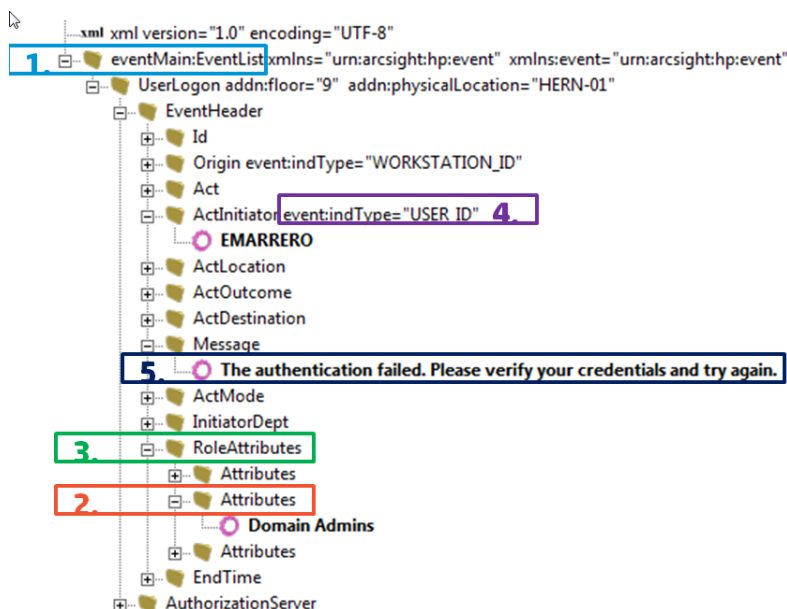 xml xml version="1.0" encoding="UTF-8"
1. eventMain:EventList xmlns="urn:arcsight:hp:event" xmlns:event="urn:arcsight:hp:event"
UserLogon addn:floor="9" addn:physicalLocation="HERN-01"
EventHeader
Id
Origin event:indType="WORKSTATION_ID"
Act
ActInitiator event:indType="USER_ID" 4.
EMARRERO
ActLocation
ActOutcome
ActDestination
Message
5. The authentication failed. Please verify your credentials and try again.
ActMode
InitiatorDept
3. RoleAttributes
Attributes
2. Attributes
Domain Admins
Attributes
EndTime
AuthorizationServer